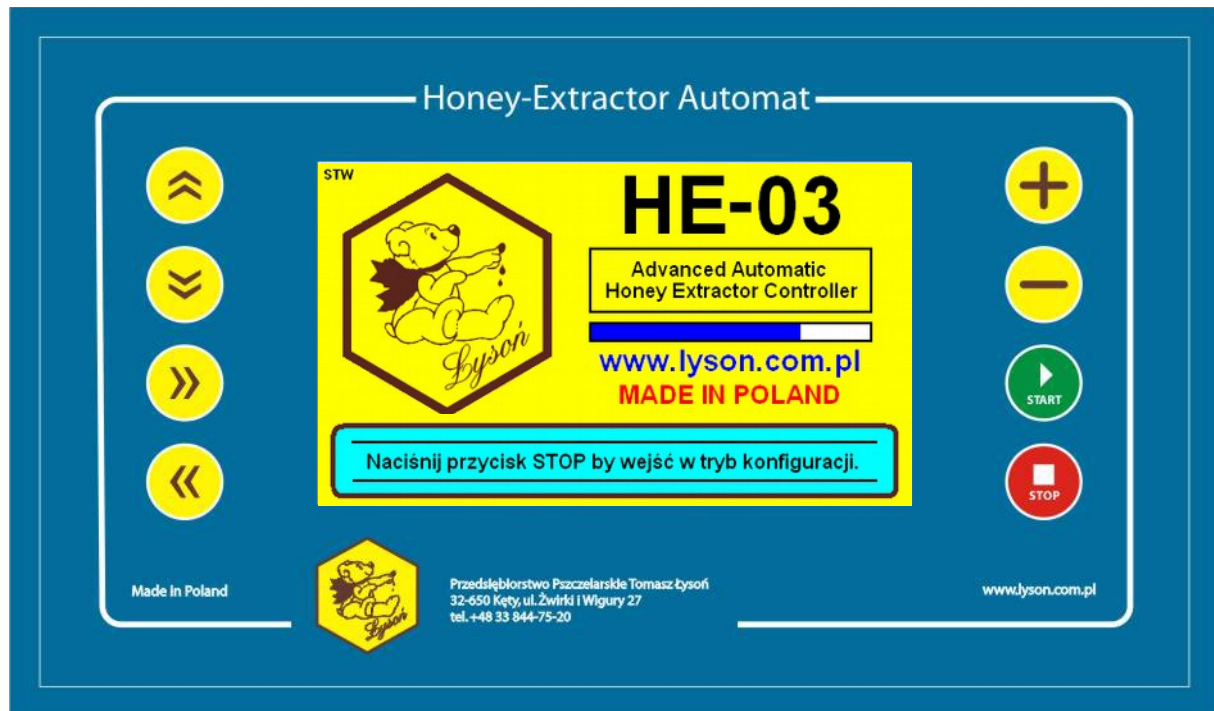 Honey-Extractor Automat
STW
HE-03
Advanced Automatic
Honey Extractor Controller
www.lyson.com.pl
MADE IN POLAND
Łysoń
Naciśnij przycisk STOP by wejść w tryb konfiguracji.
START
STOP
Made in Poland
Łysoń
Przedsiębiorstwo Pszczelarskie Tomasz Łysoń
32-650 Kęty, ul. Żwirki i Wigury 27
tel. +48 33 844-75-20
www.lyson.com.pl